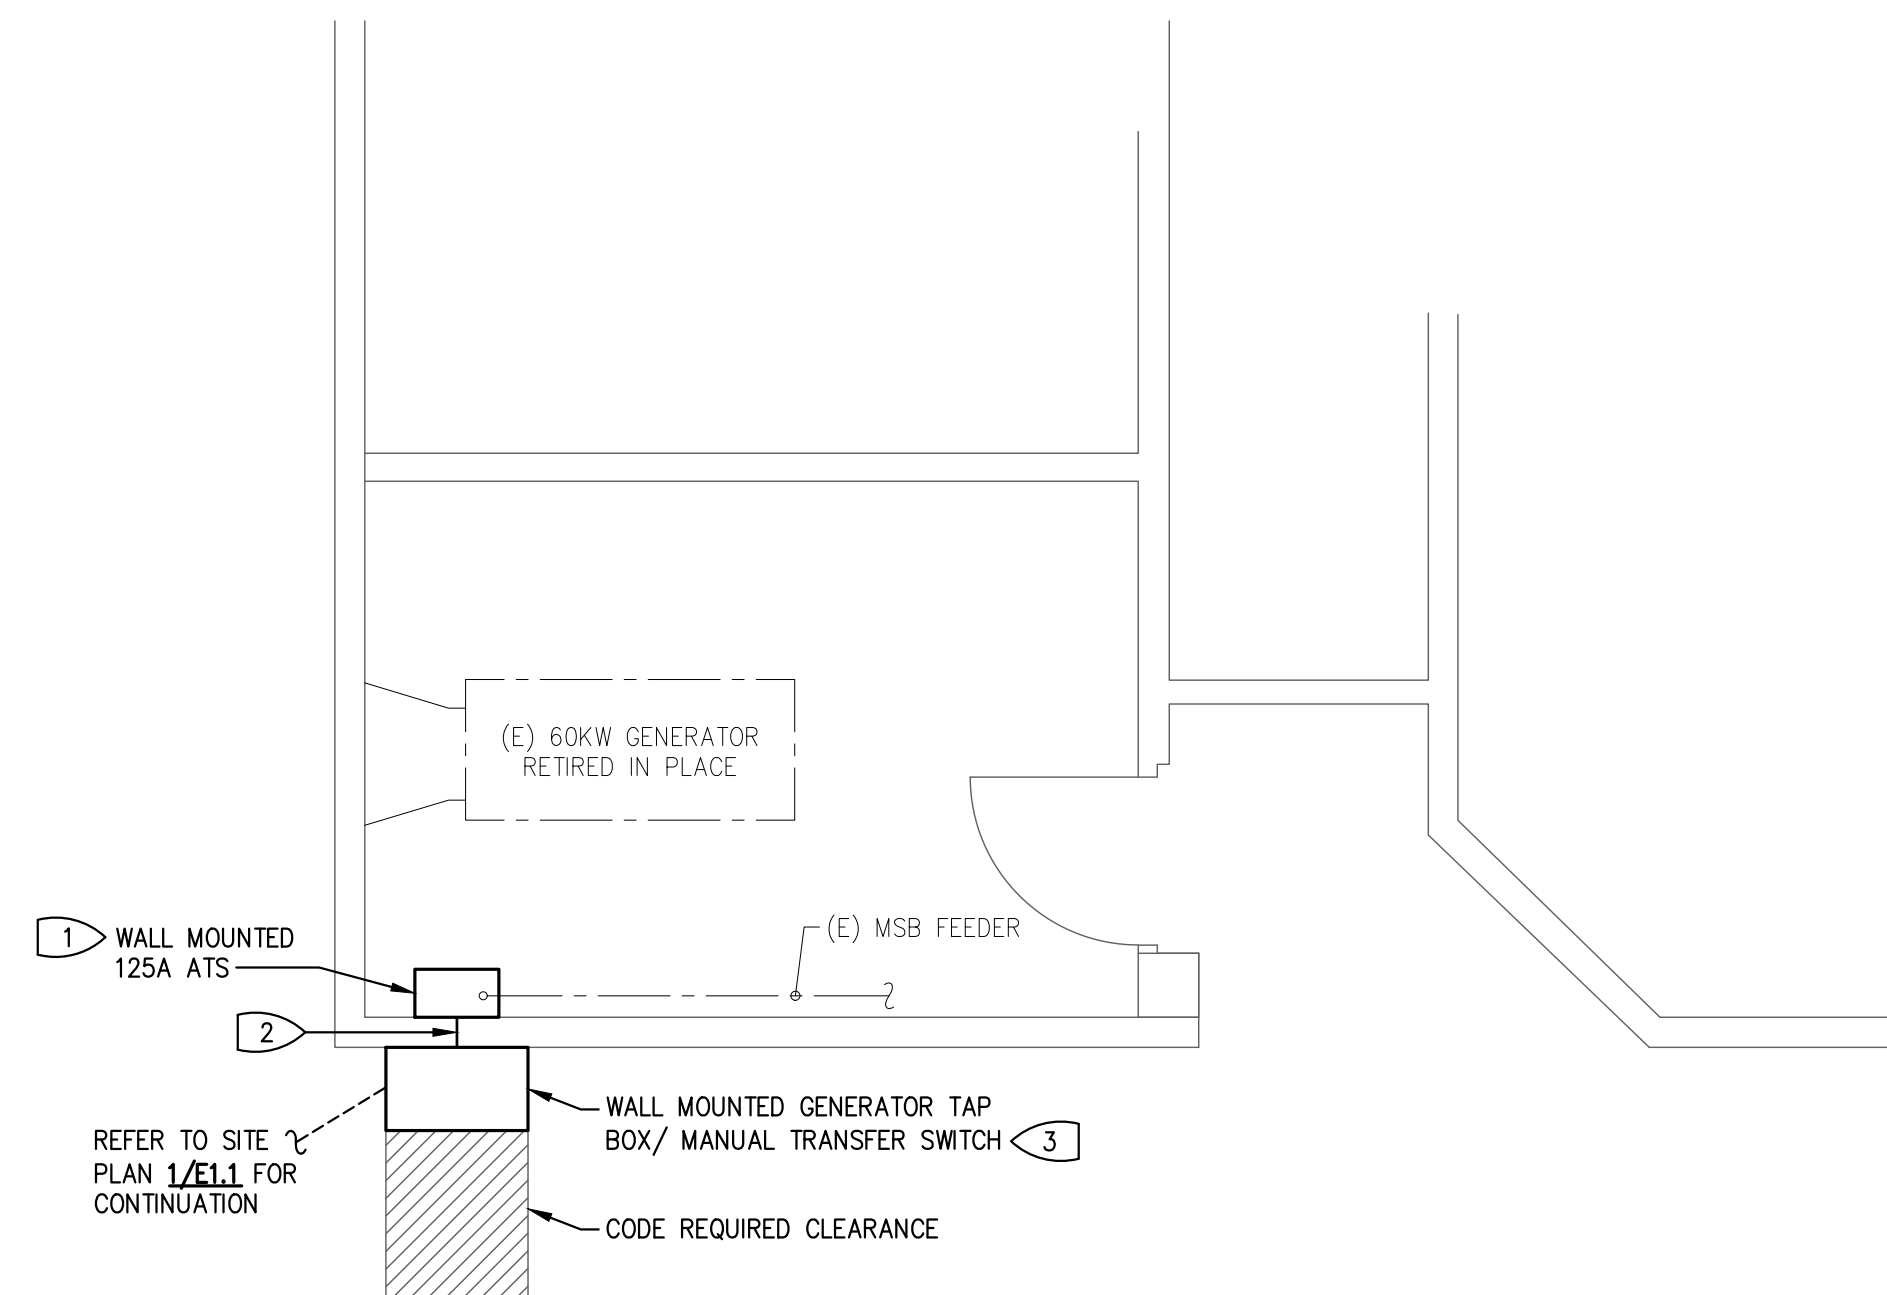 (E) 60KW GENERATOR
RETIRED IN PLACE
(E) MSB FEEDER
1
WALL MOUNTED
125A ATS
2
WALL MOUNTED GENERATOR TAP
BOX/ MANUAL TRANSFER SWITCH
3
REFER TO SITE
PLAN 1/E1.1 FOR
CONTINUATION
CODE REQUIRED CLEARANCE